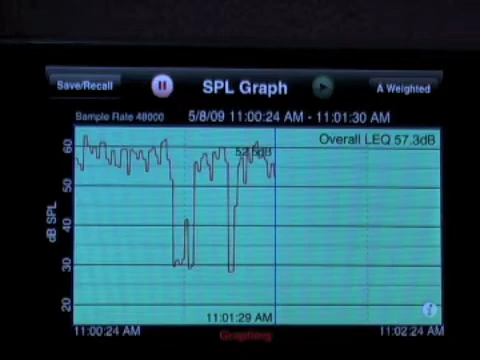 Save/Recall
SPL Graph
A Weighted
Sample Rate 48000
5/8/09 11:00:24 AM - 11:01:30 AM
Overall LEQ 57.3dB
52.5dB
60
50
40
30
20
dB SPL
11:01:29 AM
11:00:24 AM
Graphing
11:02:24 AM